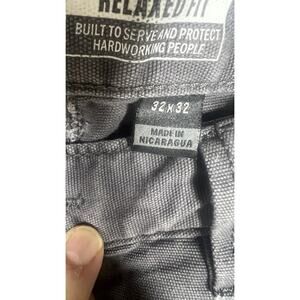 RELAXED FIT
BUILT TO SERVE AND PROTECT
HARDWORKING PEOPLE
32 X 32
MADE IN
NICARAGUA